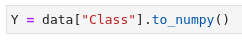 Y = data["Class"].to_numpy()